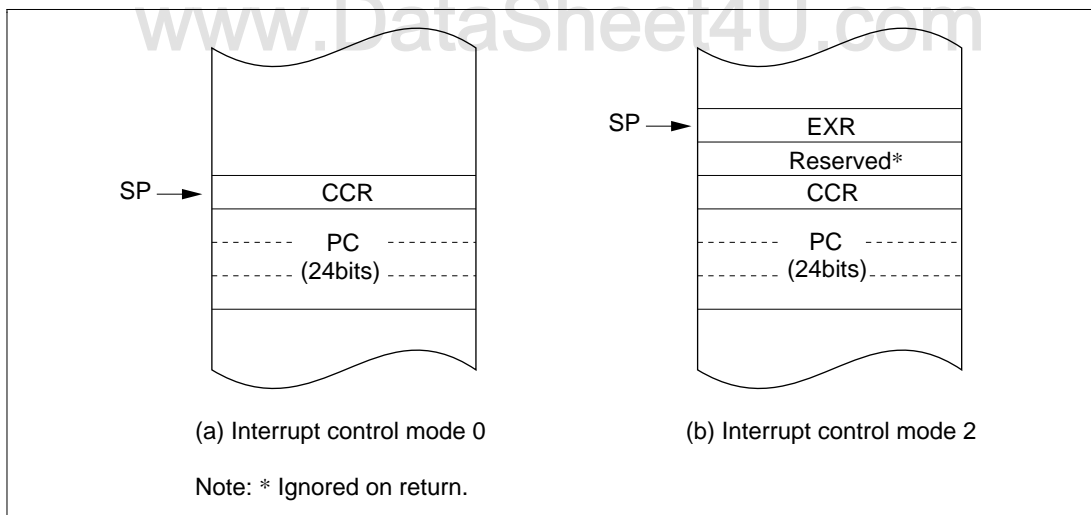 www.DataSheet4U.com
SP
CCR
PC
(24bits)
(a) Interrupt control mode 0
SP
EXR
Reserved*
CCR
PC
(24bits)
(b) Interrupt control mode 2
Note: * Ignored on return.